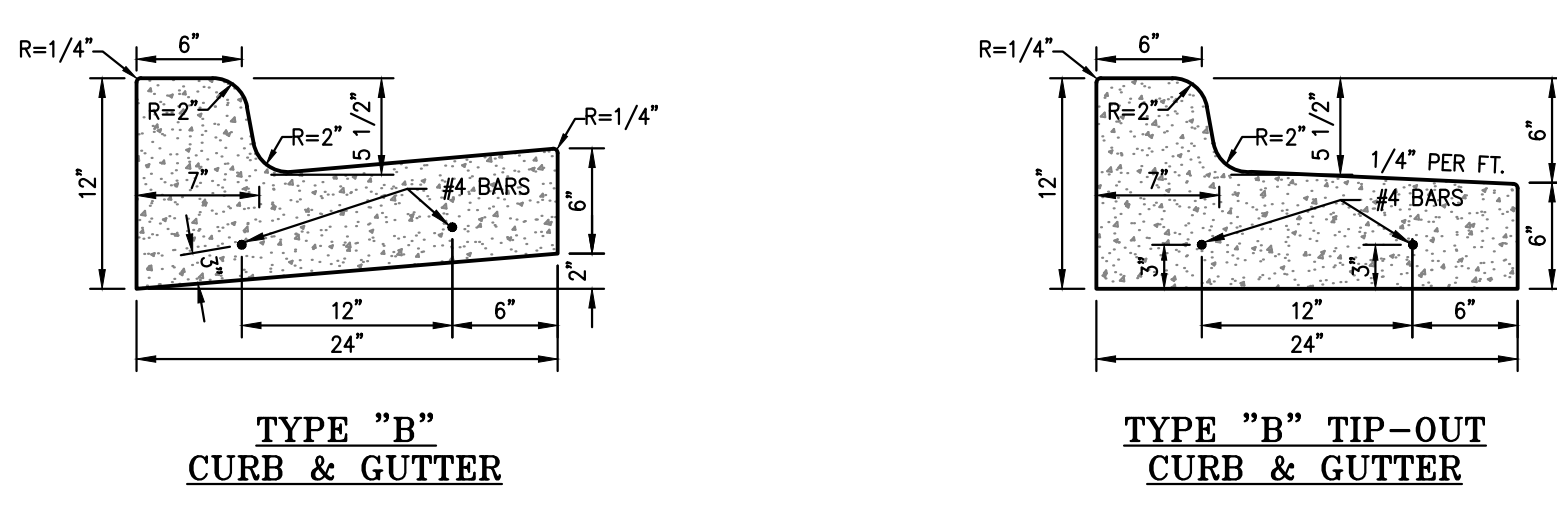 R=1/4"
6"
R=2"
R=2"
5 1/2"
R=1/4"
12"
7"
#4 BARS
6"
3"
2"
12"
6"
24"
TYPE "B"
CURB & GUTTER
R=1/4"
6"
R=2"
R=2"
5 1/2"
6"
1/4" PER FT.
12"
7"
#4 BARS
6"
3"
3"
12"
6"
24"
TYPE "B" TIP-OUT
CURB & GUTTER